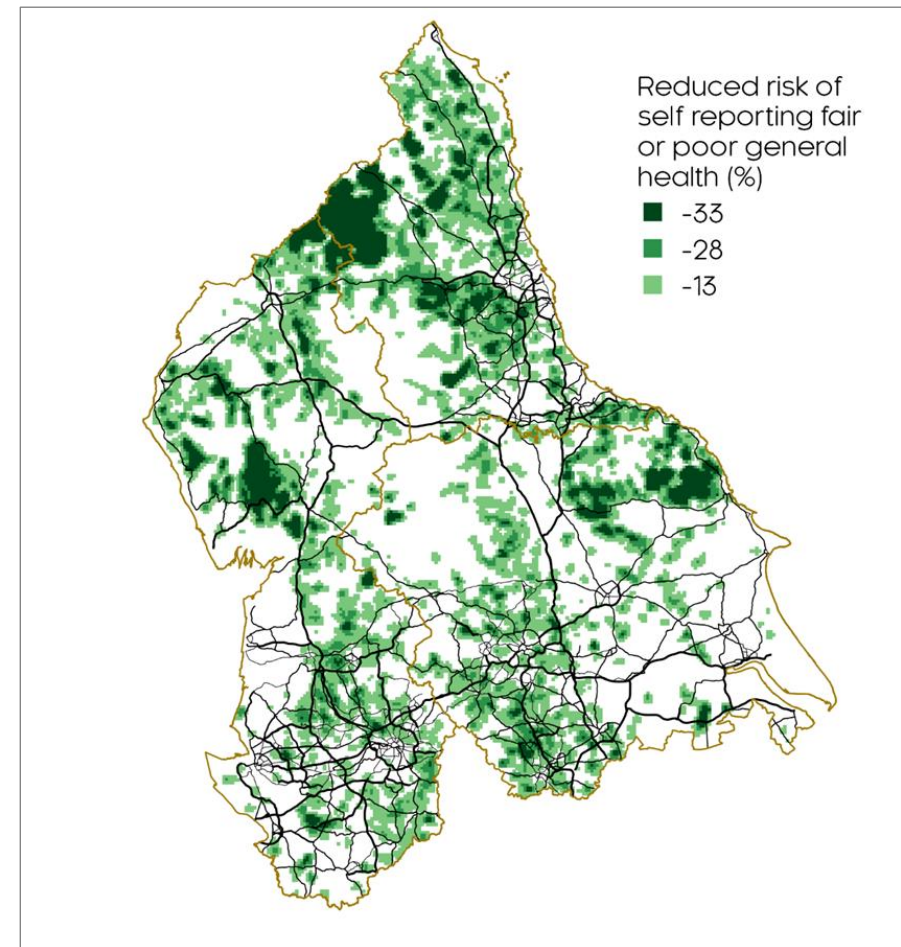 Reduced risk of
self reporting fair
or poor general
health (%)
-33
-28
-13